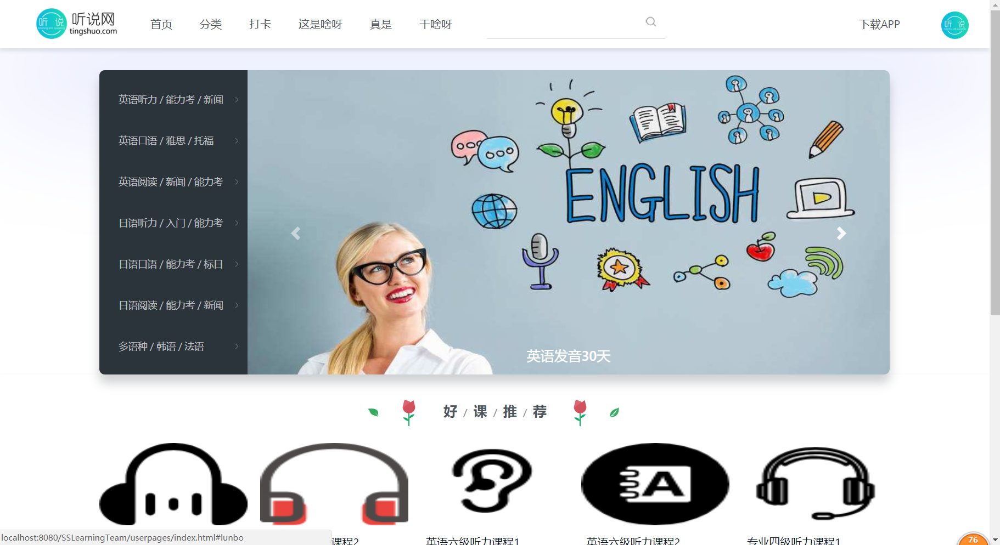 听 说
听说网
tingshuo.com
首页
分类
打卡
这是啥呀
真是
干啥呀
下载APP
听 说
英语听力 / 能力考 / 新闻
英语口语 / 雅思 / 托福
英语阅读 / 新闻 / 能力考
日语听力 / 入门 / 能力考
日语口语 / 能力考 / 标日
日语阅读 / 能力考 / 新闻
多语种 / 韩语 / 法语
ENGLISH
英语发音30天
好 / 课 / 推 / 荐
A
课程2
英语六级听力课程1
英语六级听力课程2
专业四级听力课程1
localhost:8080/SSLearningTeam/userpages/index.html#lunbo
76